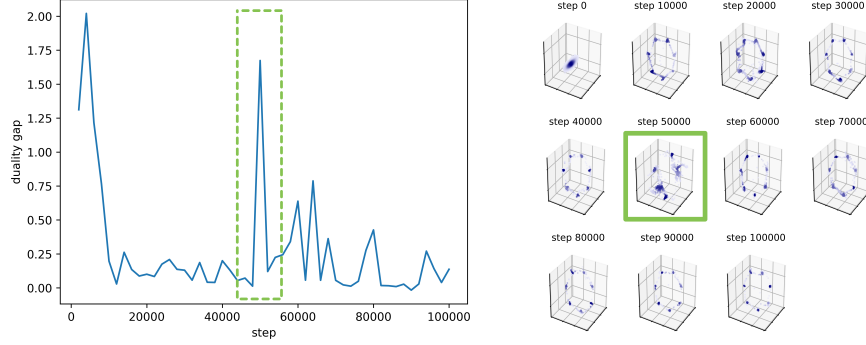 2.00
1.75
1.50
1.25
1.00
0.75
0.50
0.25
0.00
duality gap
0 20000 40000 60000 80000 100000
step
step 0 step 10000 step 20000 step 30000
step 40000 step 50000 step 60000 step 70000
step 80000 step 90000 step 100000